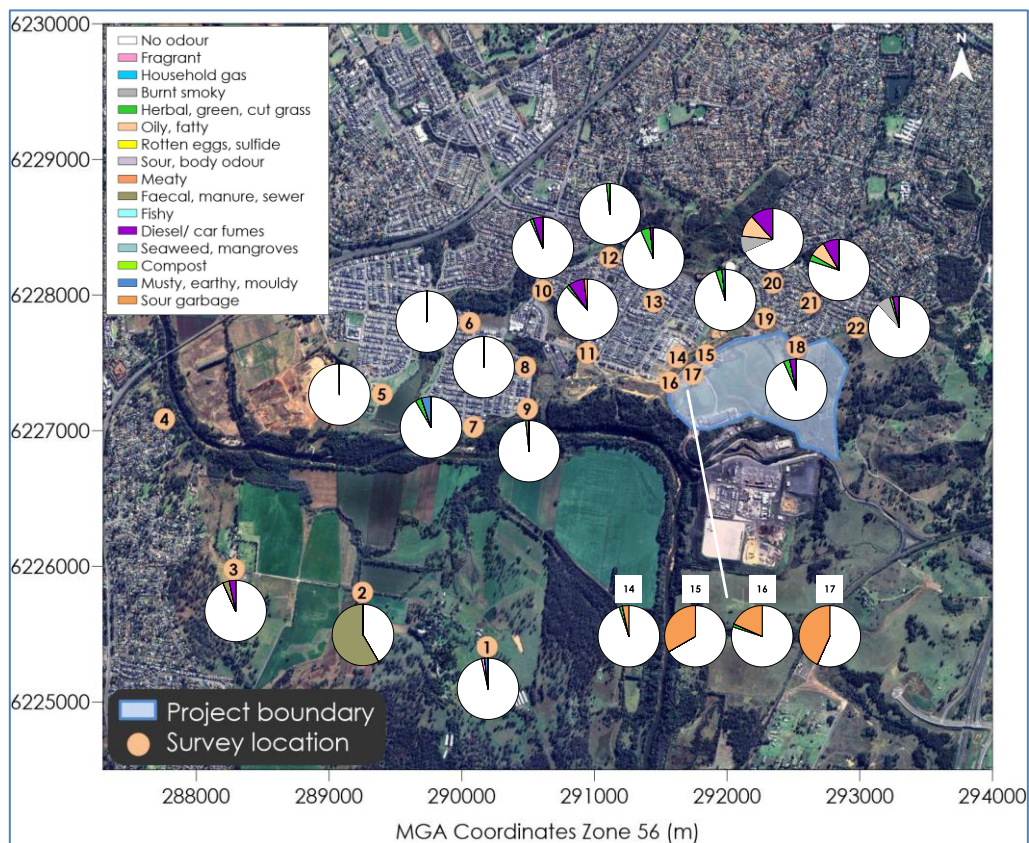 6230000
6229000
6228000
6227000
6226000
6225000
No odour
Fragrant
Household gas
Burnt smoky
Herbal, green, cut grass
Oily, fatty
Rotten eggs, sulfide
Sour, body odour
Meaty
Faecal, manure, sewer
Fishy
Diesel/ car fumes
Seaweed, mangroves
Compost
Musty, earthy, mouldy
Sour garbage
N
12
20
10
13
21
6
19
22
11
14
15
18
8
17
16
5
9
4
7
3
2
14
15
16
17
1
Project boundary
Survey location
288000
289000
290000
291000
292000
293000
294000
MGA Coordinates Zone 56 (m)